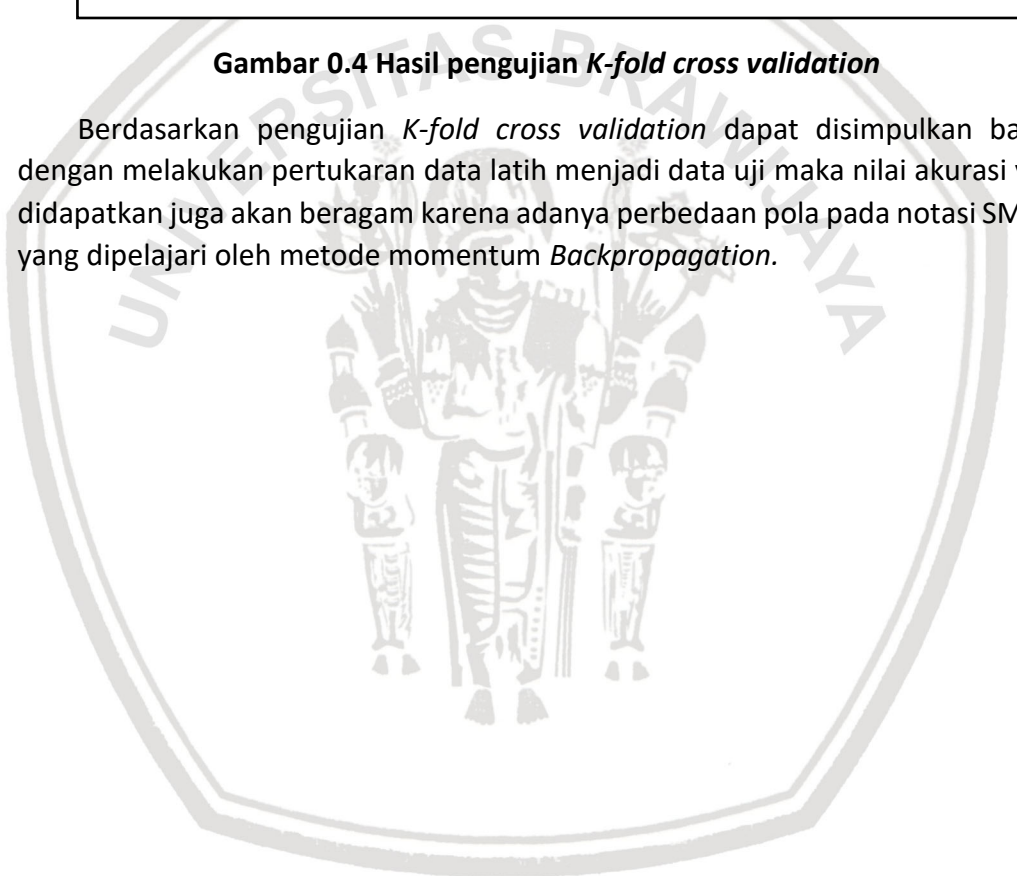 UNIVERSITAS BRAWIJAYA
Gambar 0.4 Hasil pengujian K-fold cross validation
Berdasarkan pengujian K-fold cross validation dapat disimpulkan
dengan melakukan pertukaran data latih menjadi data uji maka nilai akurasi
didapatkan juga akan beragam karena adanya perbedaan pola pada notasi
yang dipelajari oleh metode momentum Backpropagation.